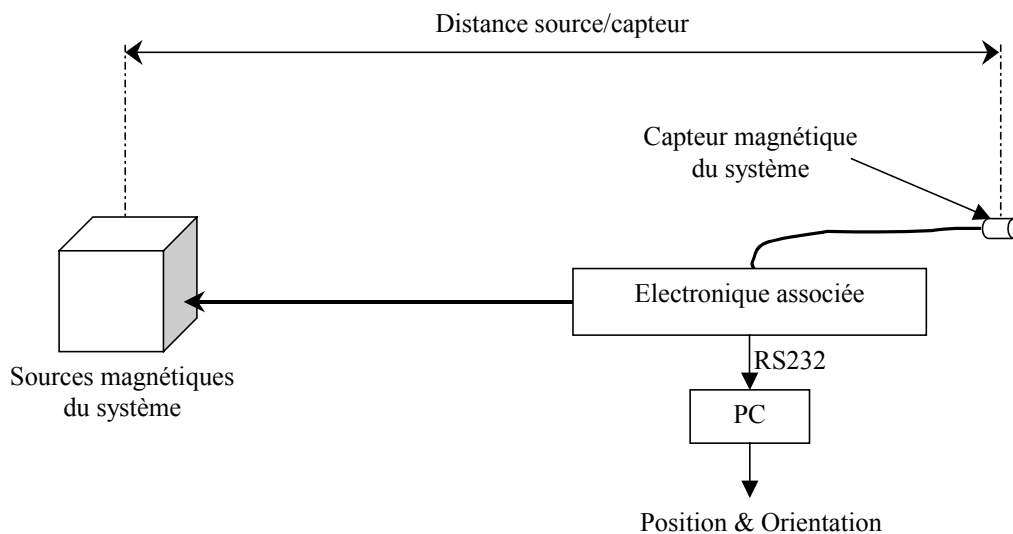 Distance source/capteur
Capteur magnétique
du système
Electronique associée
Sources magnétiques
du système
RS232
PC
Position & Orientation